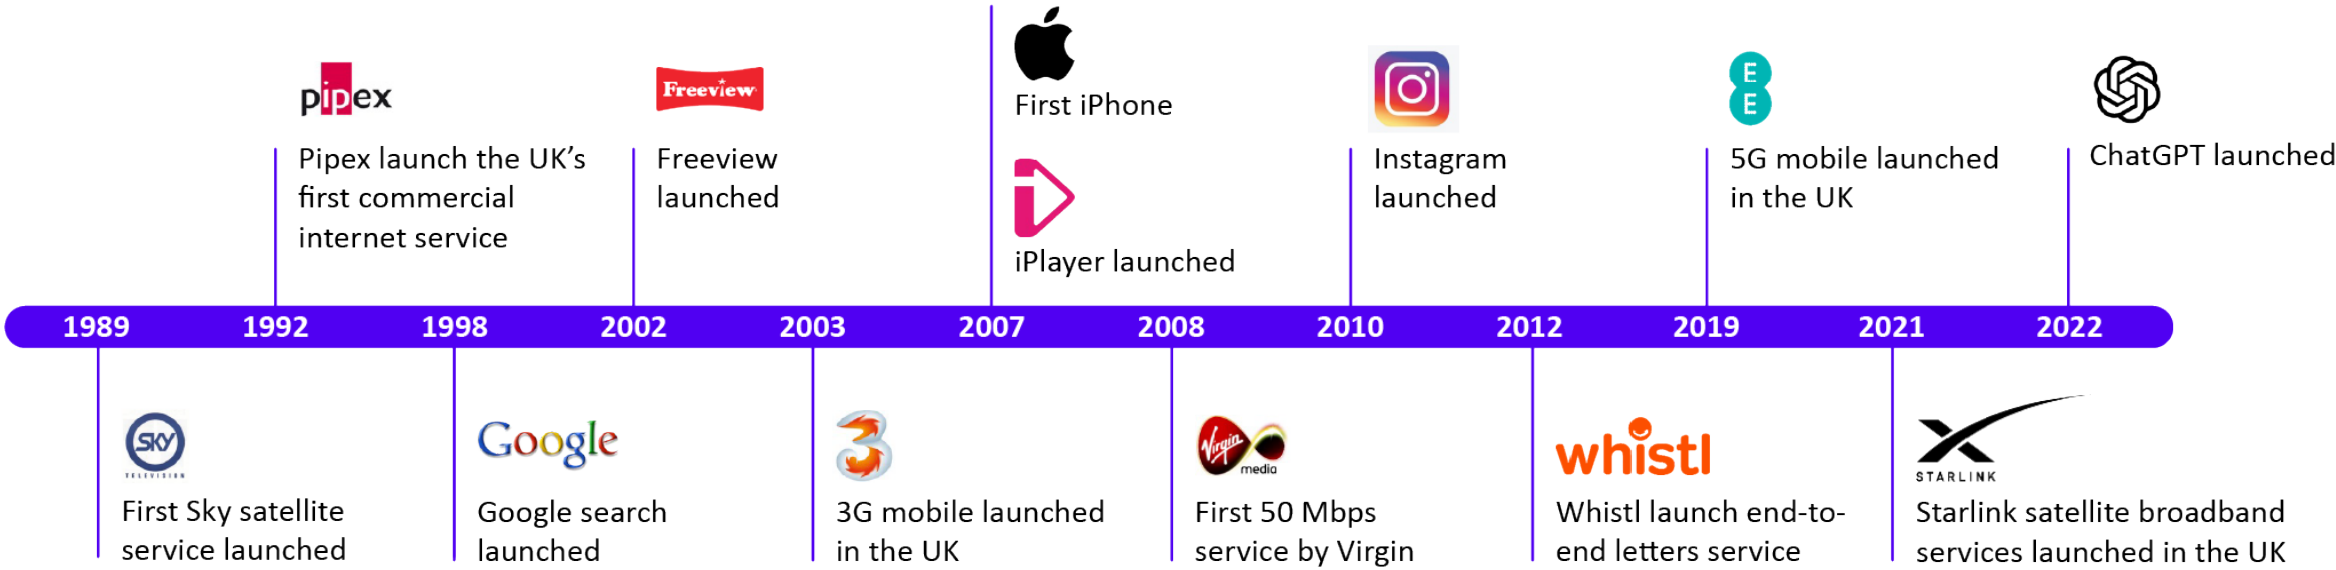 pipex
Pipex launch the UK's
first commercial
internet service
Freeview
Freeview
launched
First iPhone
iPlayer launched
Instagram
launched
E
E
5G mobile launched
in the UK
ChatGPT launched
1989 1992 1998 2002 2003 2007 2008 2010 2012 2019 2021 2022
sky
TELEVISION
First Sky satellite
service launched
Google
Google search
launched
3
3G mobile launched
in the UK
Virgin
media
First 50 Mbps
service by Virgin
whistl
Whistl launch end-to-
end letters service
STARLINK
Starlink satellite broadband
services launched in the UK